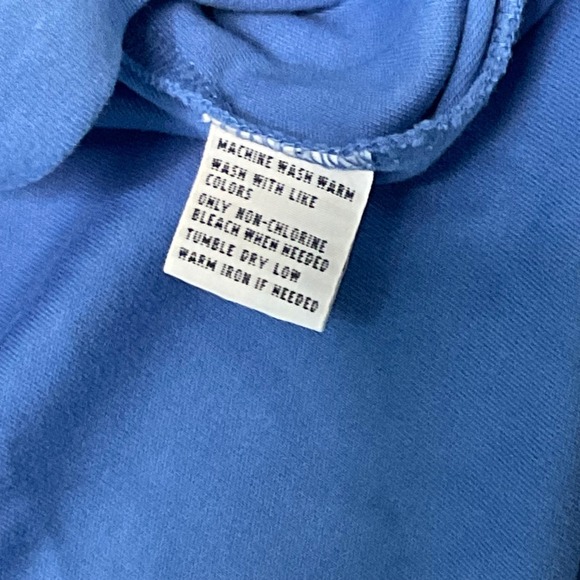 MACHINE WASH WARM
WASH WITH LIKE
COLORS
ONLY NON-CHLORINE
BLEACH WHEN NEEDED
TUMBLE DRY LOW
WARM IRON IF NEEDED